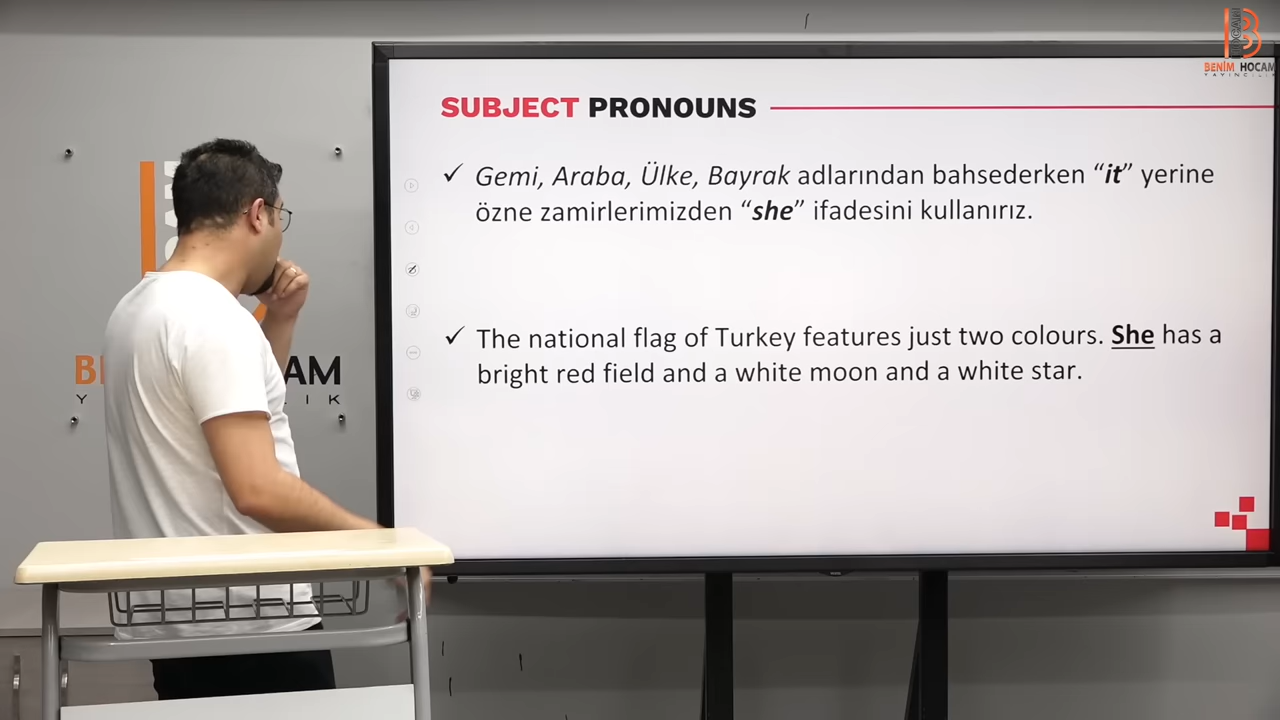 BENİM HOCAM
YAYINCILIK
SUBJECT PRONOUNS
✓ Gemi, Araba, Ülke, Bayrak adlarından bahsederken “it” yerine
özne zamirlerimizden “she” ifadesini kullanırız.
✓ The national flag of Turkey features just two colours. She has a
bright red field and a white moon and a white star.